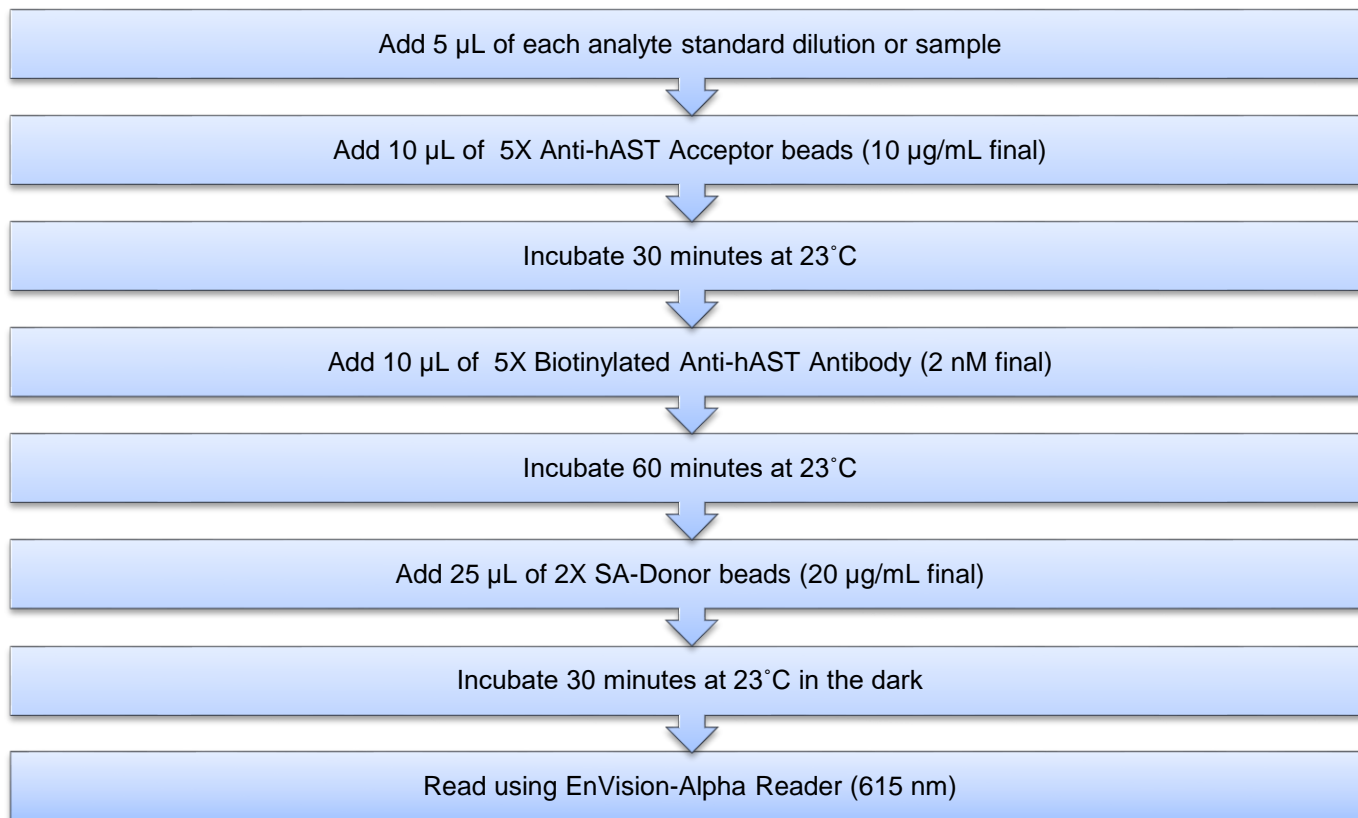 Add 5 µL of each analyte standard dilution or sample
Add 10 µL of 5X Anti-hAST Acceptor beads (10 µg/mL final)
Incubate 30 minutes at 23˚C
Add 10 µL of 5X Biotinylated Anti-hAST Antibody (2 nM final)
Incubate 60 minutes at 23˚C
Add 25 µL of 2X SA-Donor beads (20 µg/mL final)
Incubate 30 minutes at 23˚C in the dark
Read using EnVision-Alpha Reader (615 nm)